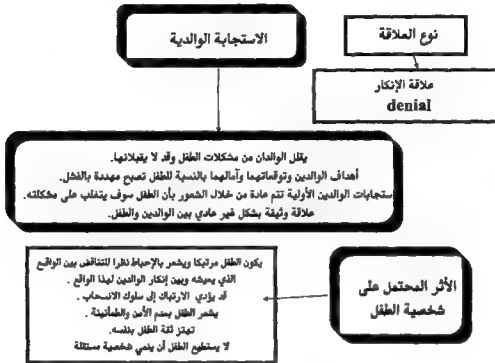 نوع العلاقة
علاقة الإنكار
denial
الاستجابة الوالدية
يقلل الوالدان من مشكلات الطفل وقد لا يقبلانها.
أهداف الوالدين وتوقعاتهما وآمالهما بالنسبة للطفل تصبح مهددة بالفشل.
ستجابات الوالدين الأولية تتم عادة من خلال الشعور بأن الطفل سوف يتغلب على مشكلته.
علاقة وثيقة بشكل غير عادي بين الوالدين والطفل.
الأثر المحتمل على
شخصية الطفل
يكون الطفل مرتبكا ويشعر بالإحباط نظرا للتناقض بين الواقع
الذي يعيشه وبين إنكار الوالدين لهذا الواقع .
قد يؤدي الارتباك إلى سلوك الانسحاب .
يشعر الطفل بعدم الأمن والطمأنينة .
تهتز ثقة الطفل بنفسه.
لا يستطيع الطفل أن ينمي شخصية مستقلة